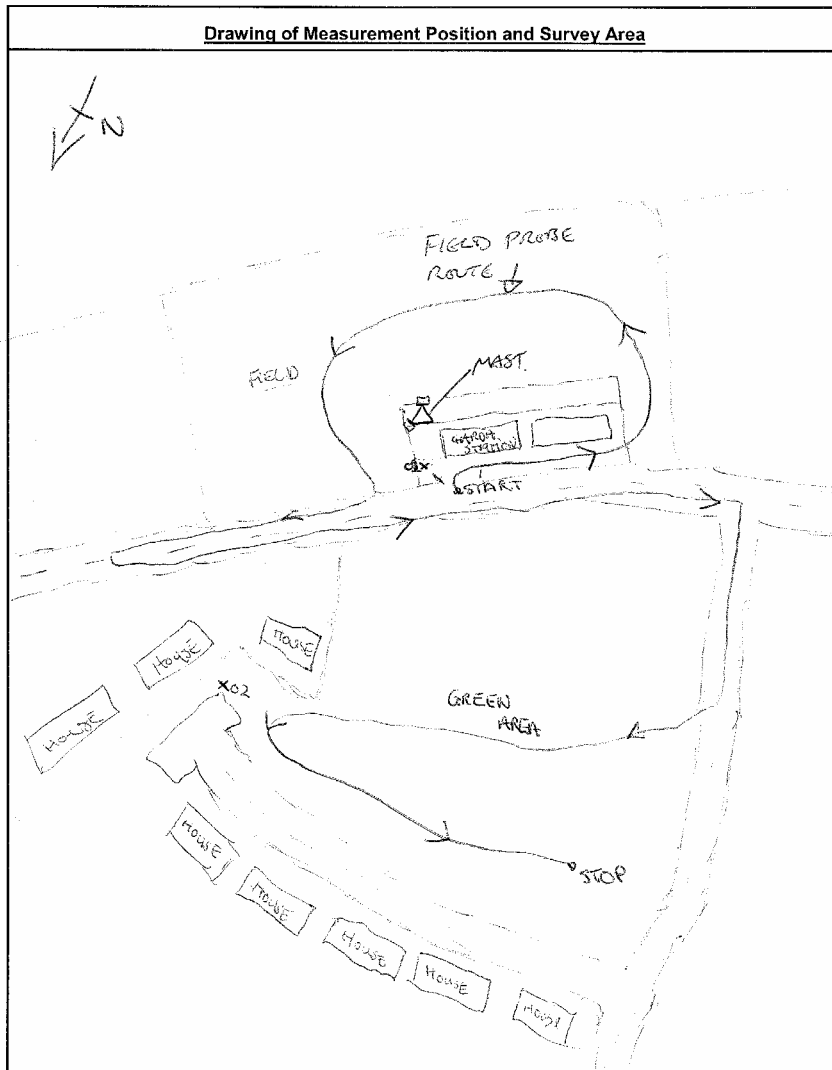 Drawing of Measurement Position and Survey Area
N
FIELD PROBE
ROUTE
FIELD
MAST.
GARDA
STATION
01x
START
HOUSE
HOUSE
HOUSE
X02
GREEN
AREA
HOUSE
HOUSE
HOUSE
HOUSE
HOUSE
STOP